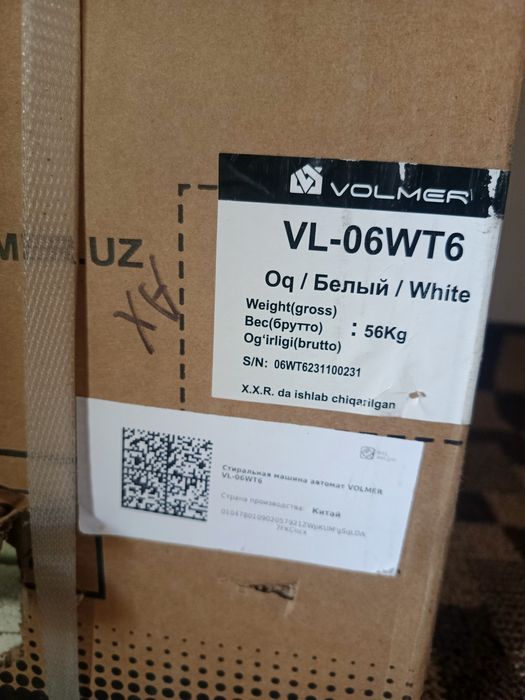 VOLMER
VL-06WT6
Oq / Белый / White
Weight(gross)
Вес(брутто) : 56Kg
Og‘irligi(brutto)
S/N: 06WT6231100231
X.X.R. da ishlab chiqarilgan
.UZ
Стиральная машина автомат VOLMER
VL-06WT6
Страна производства: Китай